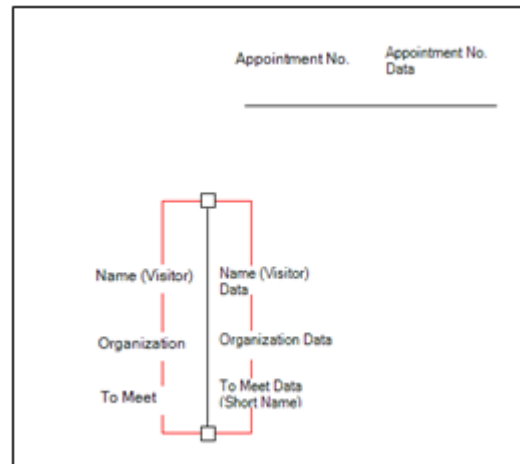 Appointment No.
Appointment No.
Data
Name (Visitor)
Name (Visitor)
Data
Organization
Organization Data
To Meet
To Meet Data
(Short Name)